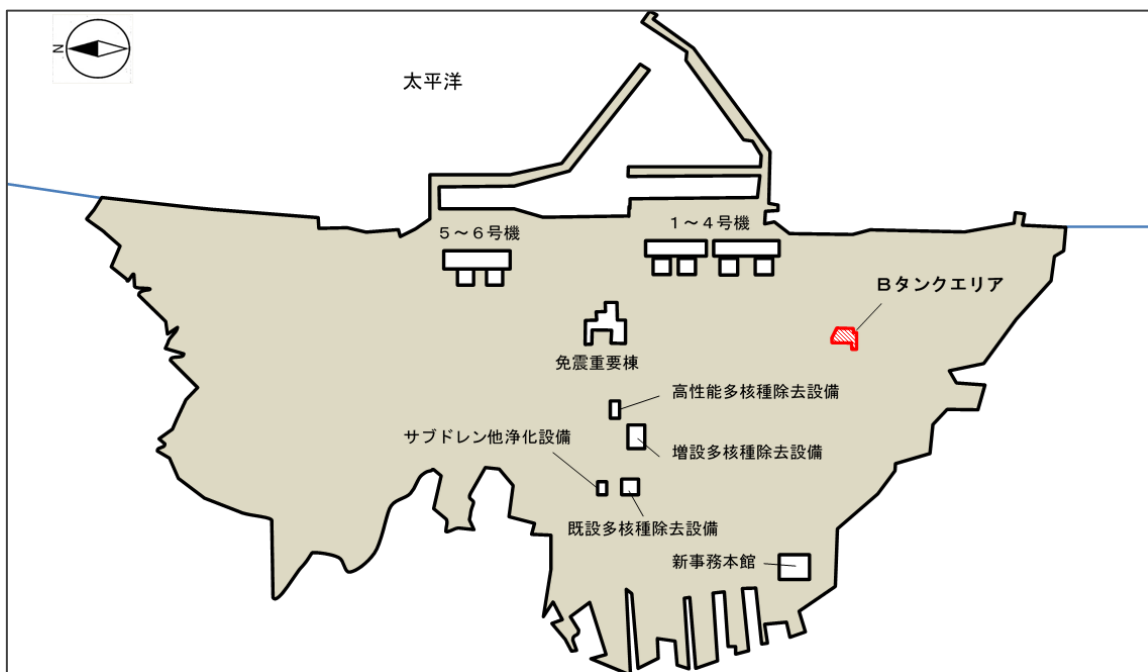 N
太平洋
5～6号機
1～4号機
Bタンクエリア
免震重要棟
高性能多核種除去設備
サブドレン他浄化設備
増設多核種除去設備
既設多核種除去設備
新事務本館